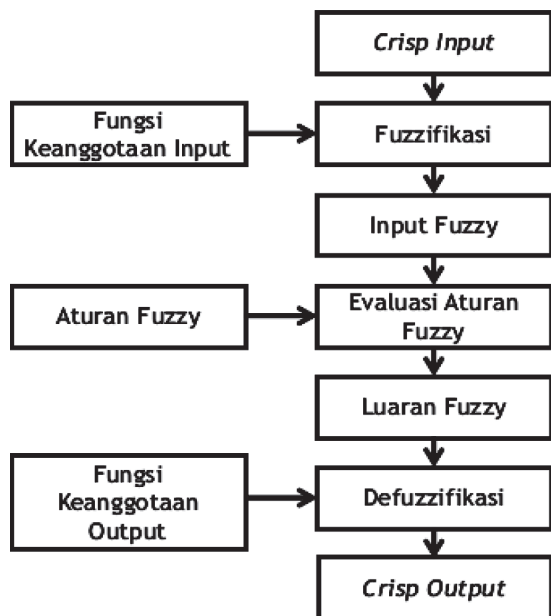 Crisp Input
Fungsi
Keanggotaan Input
Fuzzifikasi
Input Fuzzy
Aturan Fuzzy
Evaluasi Aturan
Fuzzy
Luaran Fuzzy
Fungsi
Keanggotaan
Output
Defuzzifikasi
Crisp Output